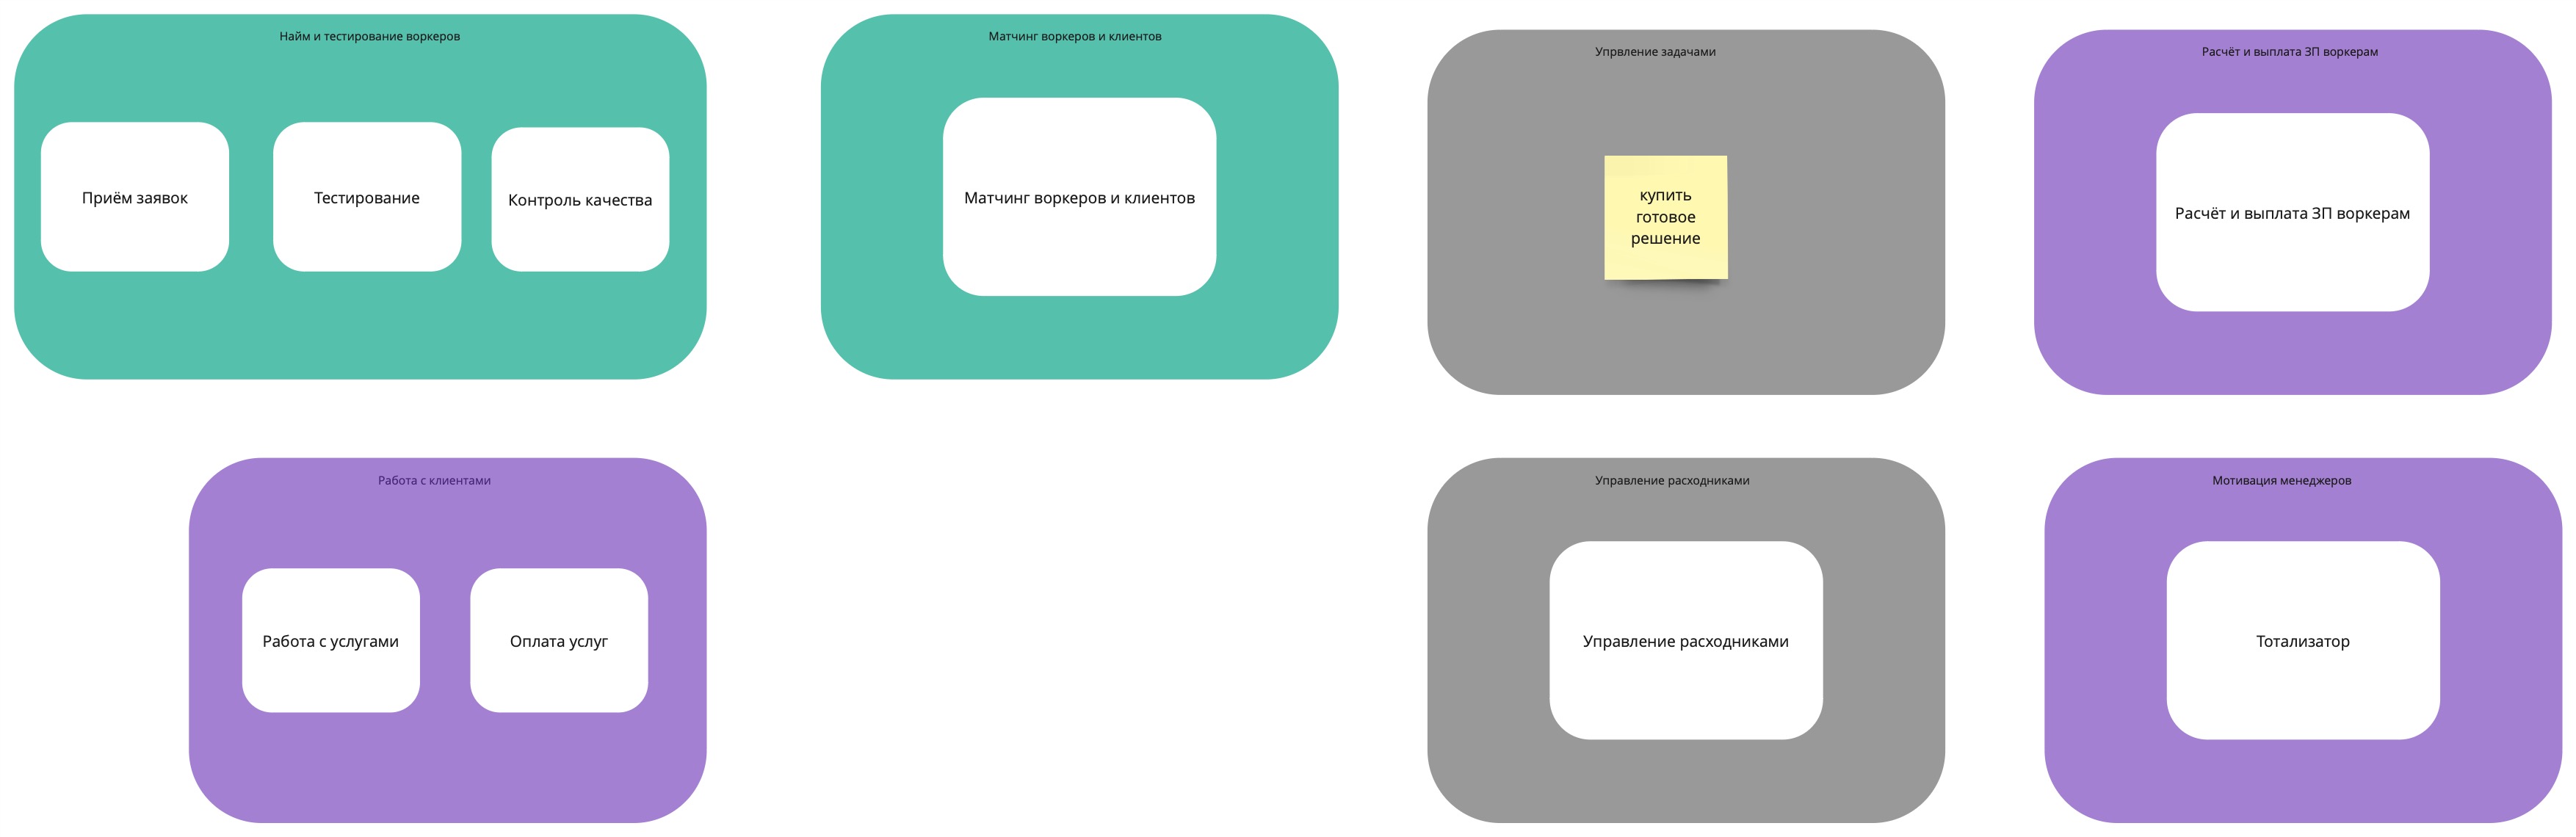 Найм и тестирование воркеров
Приём заявок
Тестирование
Контроль качества
Матчинг воркеров и клиентов
Матчинг воркеров и клиентов
Упрвление задачами
купить
готовое
решение
Расчёт и выплата ЗП воркерам
Расчёт и выплата ЗП воркерам
Работа с клиентами
Работа с услугами
Оплата услуг
Управление расходниками
Управление расходниками
Мотивация менеджеров
Тотализатор